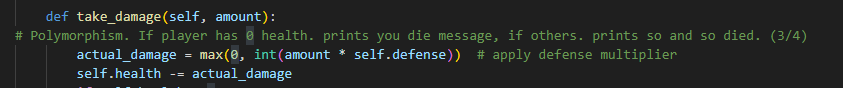 def take_damage(self, amount):
# Polymorphism. If player has 0 health. prints you die message, if others. prints so and so died. (3/4)
actual_damage = max(0, int(amount * self.defense))  # apply defense multiplier
self.health -= actual_damage